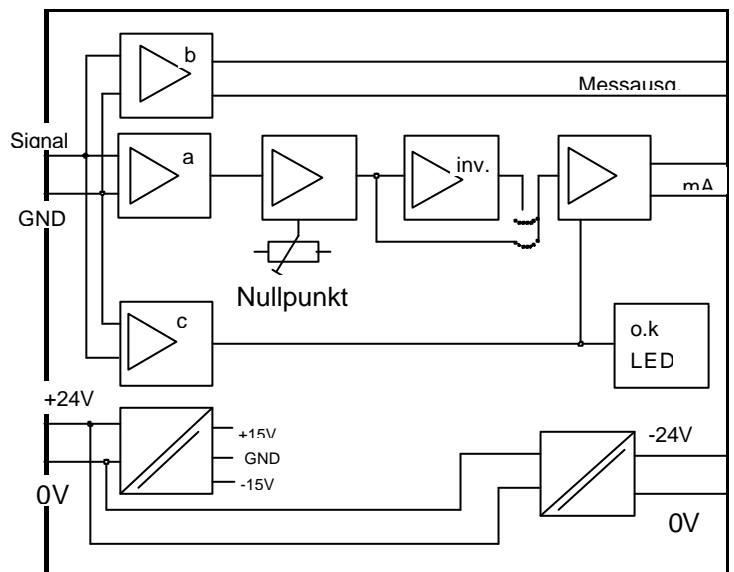 b
Messausg.
Signal
a
inv.
mA
GND
Nullpunkt
c
o.k
LED
+24V
+15V
GND
-15V
0V
-24V
0V